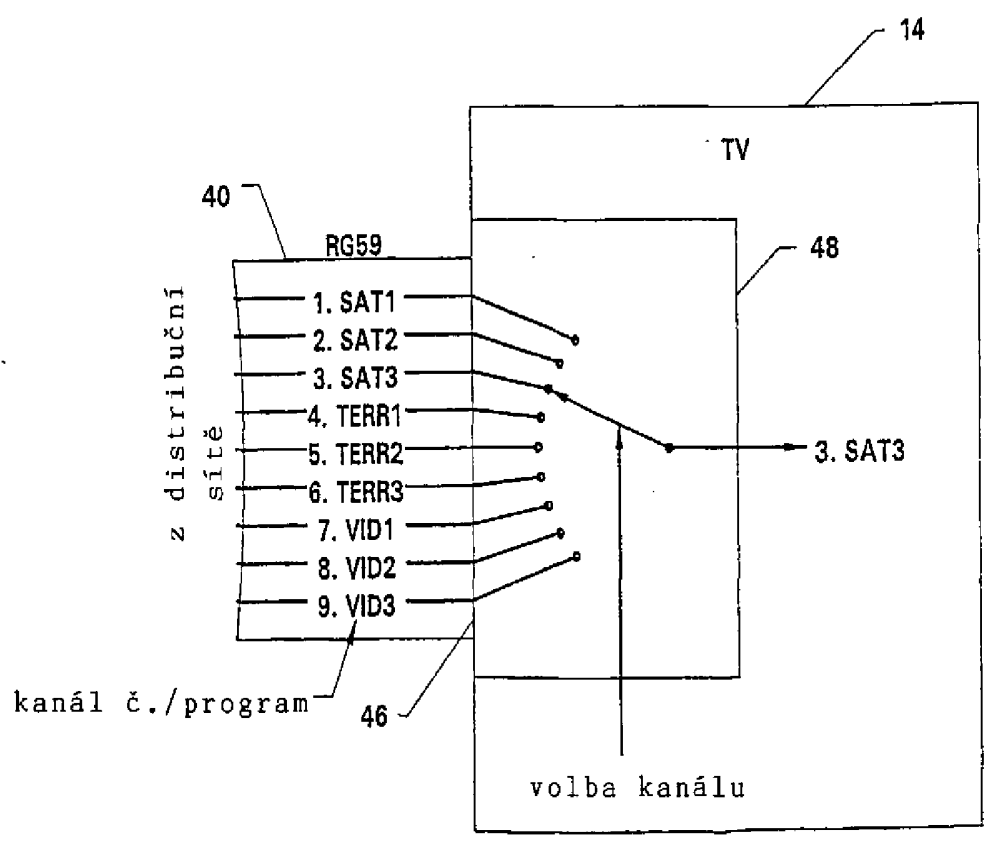 14
TV
40
RG59
48
z distribuční
sítě
1. SAT1
2. SAT2
3. SAT3
4. TERR1
5. TERR2
6. TERR3
7. VID1
8. VID2
9. VID3
3. SAT3
kanál č./program
46
volba kanálu